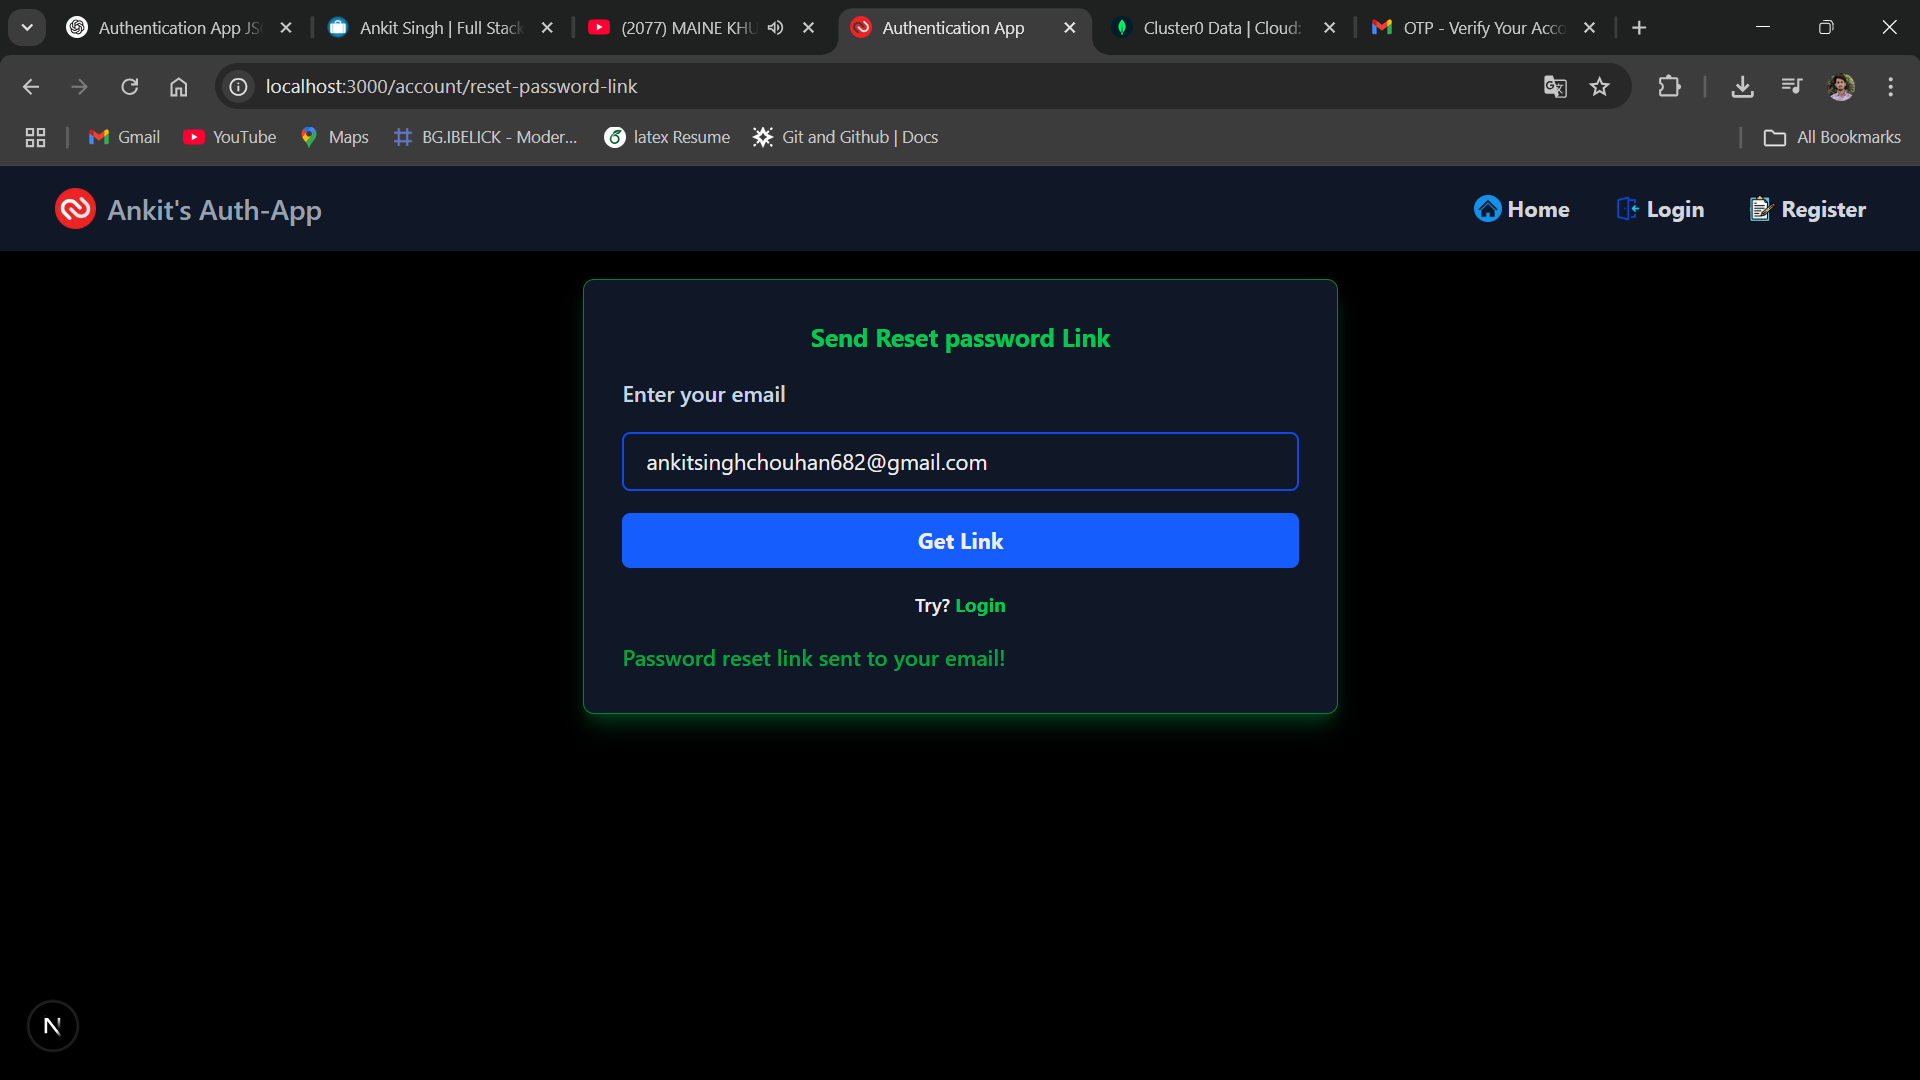 Authentication App JS
Ankit Singh | Full Stack
(2077) MAINE KHU
Authentication App
Cluster0 Data | Cloud:
OTP - Verify Your Acco
localhost:3000/account/reset-password-link
Gmail
YouTube
Maps
BG.IBELICK - Moder...
latex Resume
Git and Github | Docs
All Bookmarks
Ankit's Auth-App
Home
Login
Register
Send Reset password Link
Enter your email
ankitsinghchouhan682@gmail.com
Get Link
Try? Login
Password reset link sent to your email!
N